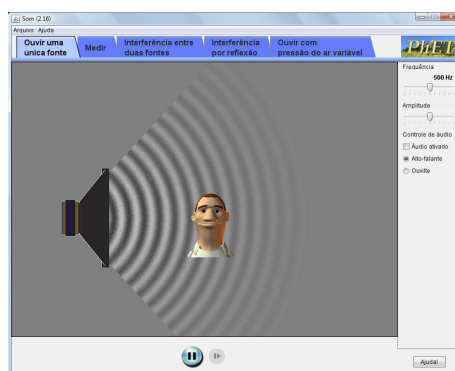 Som (2.16)
Arquivo Ajuda
Ouvir uma
única fonte
Medir
Interferência entre
duas fontes
Interferência
por reflexão
Ouvir com
pressão do ar variável
PhET
Frequência
500 Hz
Amplitude
Controle de áudio
Áudio ativado
Alto-falante
Ouvinte
Ajuda!